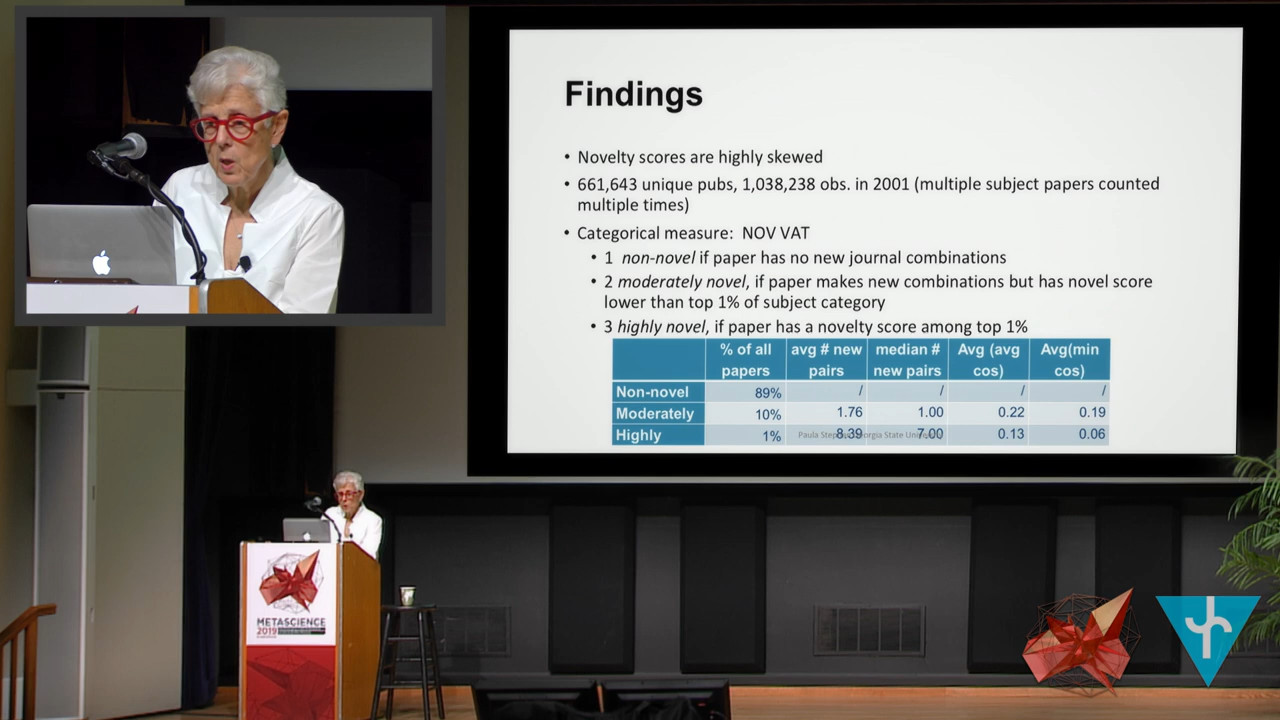 Findings
• Novelty scores are highly skewed
• 661,643 unique pubs, 1,038,238 obs. in 2001 (multiple subject papers counted
multiple times)
• Categorical measure: NOV VAT
• 1 non-novel if paper has no new journal combinations
• 2 moderately novel, if paper makes new combinations but has novel score
lower than top 1% of subject category
• 3 highly novel, if paper has a novelty score among top 1%
% of all papers avg # new pairs median # new pairs Avg (avg cos) Avg(min cos)
Non-novel 89% / / / /
Moderately 10% 1.76 1.00 0.22 0.19
Highly 1% 8.39 7.00 0.13 0.06
Georgia State
METASCIENCE
2019